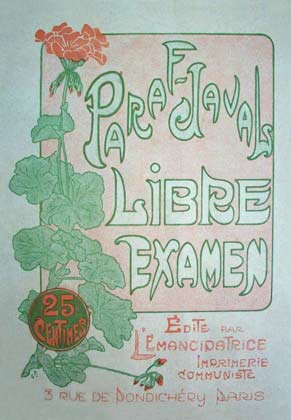 PARAF-JAVAL
LIBRE
EXAMEN
25
CENTIMES
ÉDITÉ PAR
L'ÉMANCIPATRICE
IMPRIMERIE
COMMUNISTE
3 RUE DE PONDICHÉRY PARIS